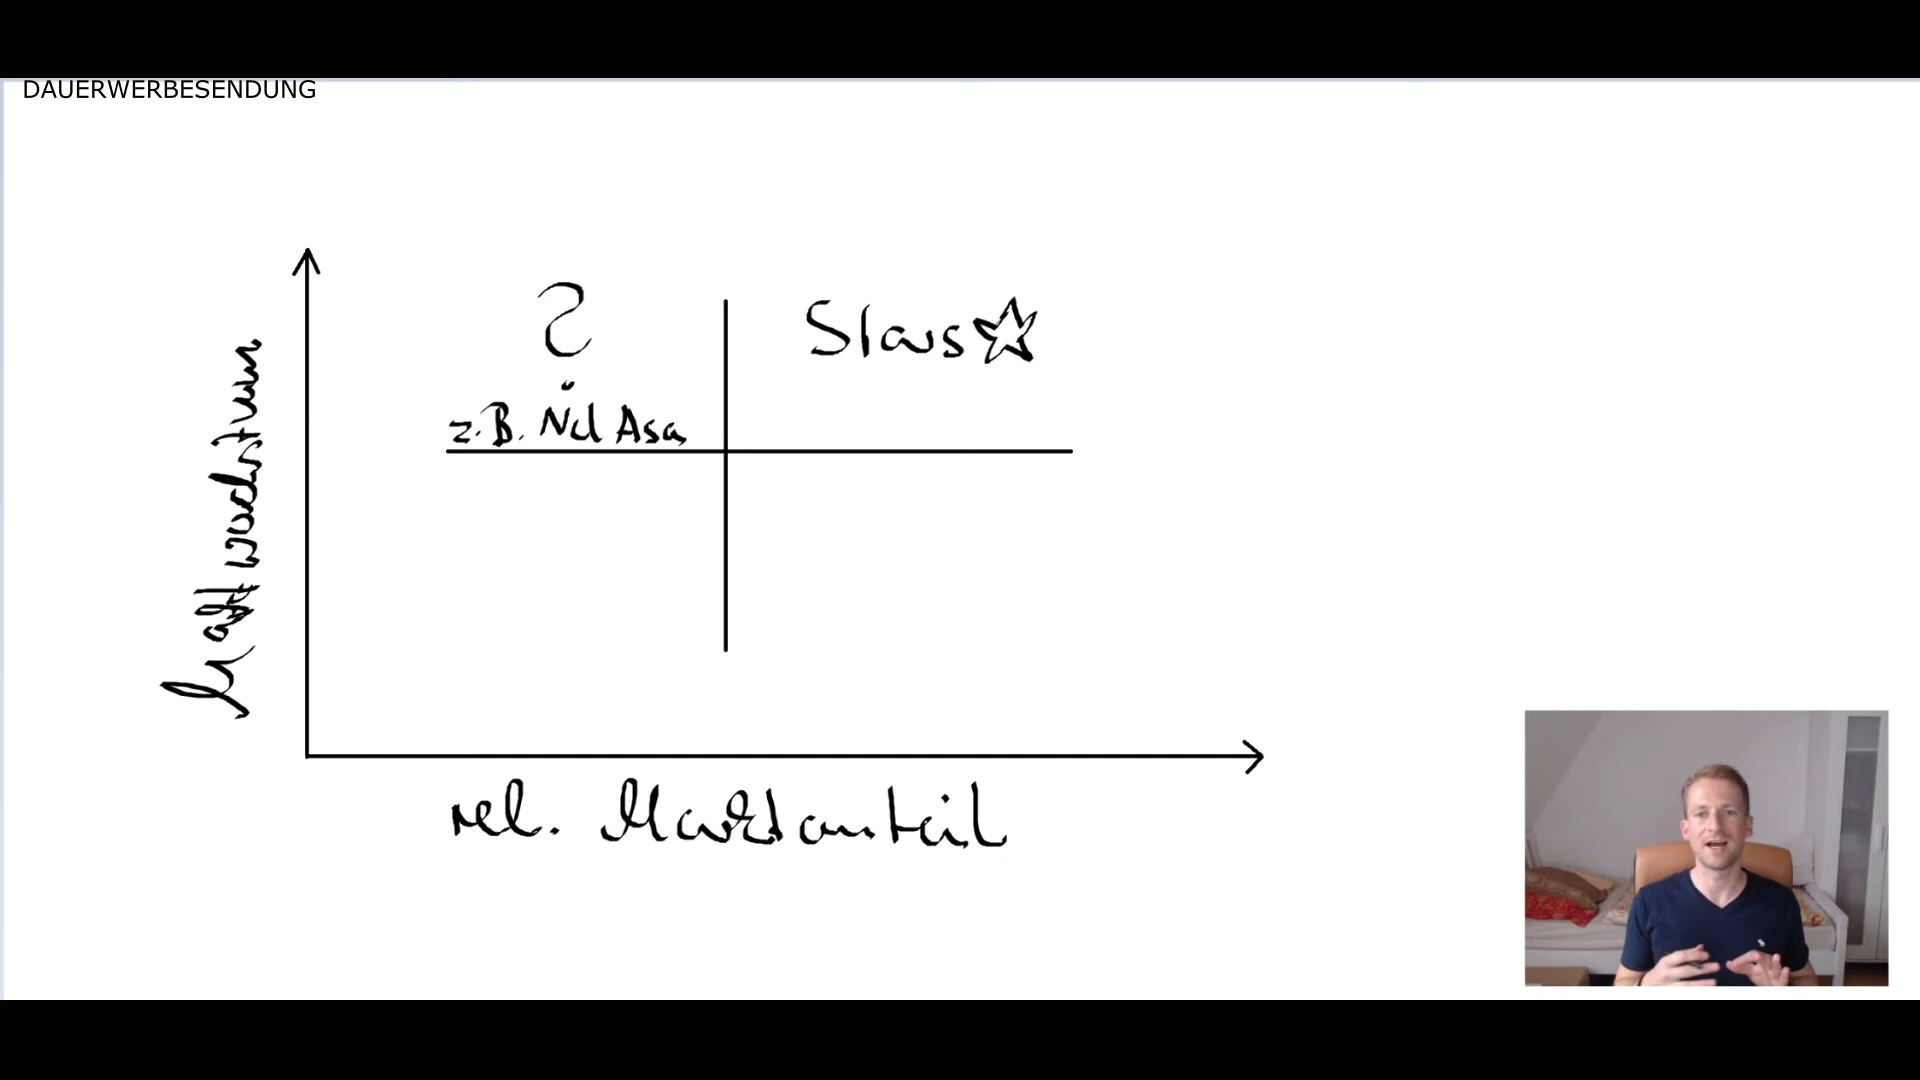 DAUERWERBESENDUNG
?
Stars
z.B. Nel Asa
Marktwachstum
rel. Marktanteil